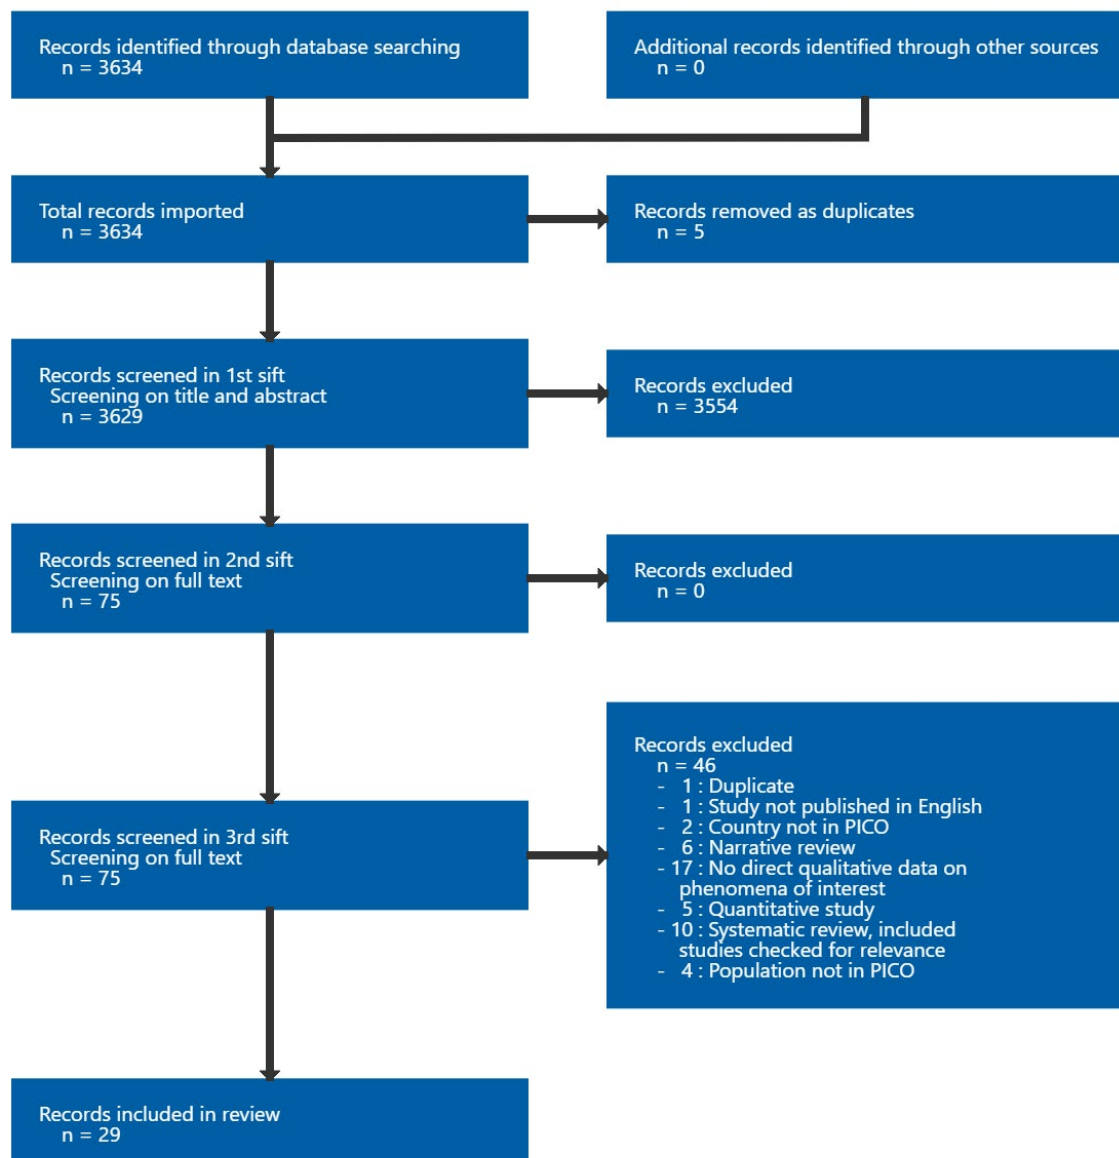 Records identified through database searching
n = 3634
Additional records identified through other sources
n = 0
Total records imported
n = 3634
Records removed as duplicates
n = 5
Records screened in 1st sift
Screening on title and abstract
n = 3629
Records excluded
n = 3554
Records screened in 2nd sift
Screening on full text
n = 75
Records excluded
n = 0
Records screened in 3rd sift
Screening on full text
n = 75
Records excluded
n = 46
- 1 : Duplicate
- 1 : Study not published in English
- 2 : Country not in PICO
- 6 : Narrative review
- 17 : No direct qualitative data on
phenomena of interest
- 5 : Quantitative study
- 10 : Systematic review, included
studies checked for relevance
- 4 : Population not in PICO
Records included in review
n = 29